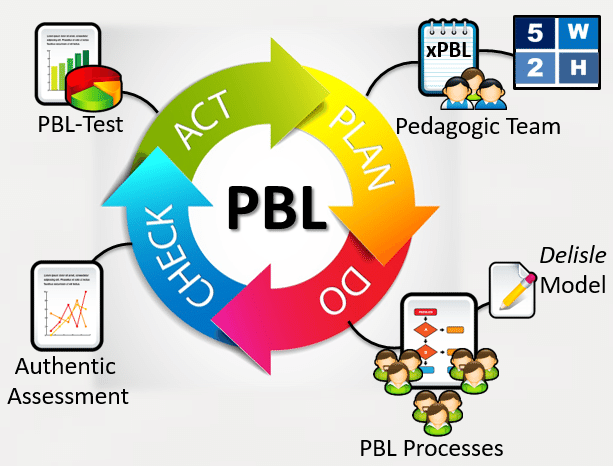 PBL-Test
xPBL
5 W
2 H
Pedagogic Team
ACT
PLAN
PBL
CHECK
DO
Delisle
Model
Authentic
Assessment
PBL Processes